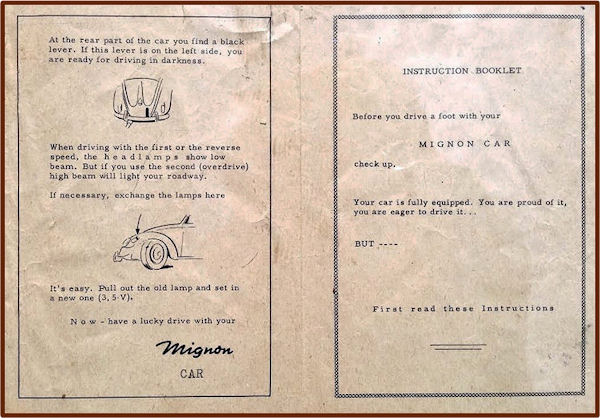 At the rear part of the car you find a black
lever. If this lever is on the left side, you
are ready for driving in darkness.
When driving with the first or the reverse
speed, the headlamps show low
beam. But if you use the second (overdrive)
high beam will light your roadway.
If necessary, exchange the lamps here
It's easy. Pull out the old lamp and set in
a new one (3,5-V).
Now - have a lucky drive with your
Mignon
CAR
INSTRUCTION BOOKLET
Before you drive a foot with your
MIGNON CAR
check up,
Your car is fully equipped. You are proud of it,
you are eager to drive it...
BUT ----
First read these Instructions